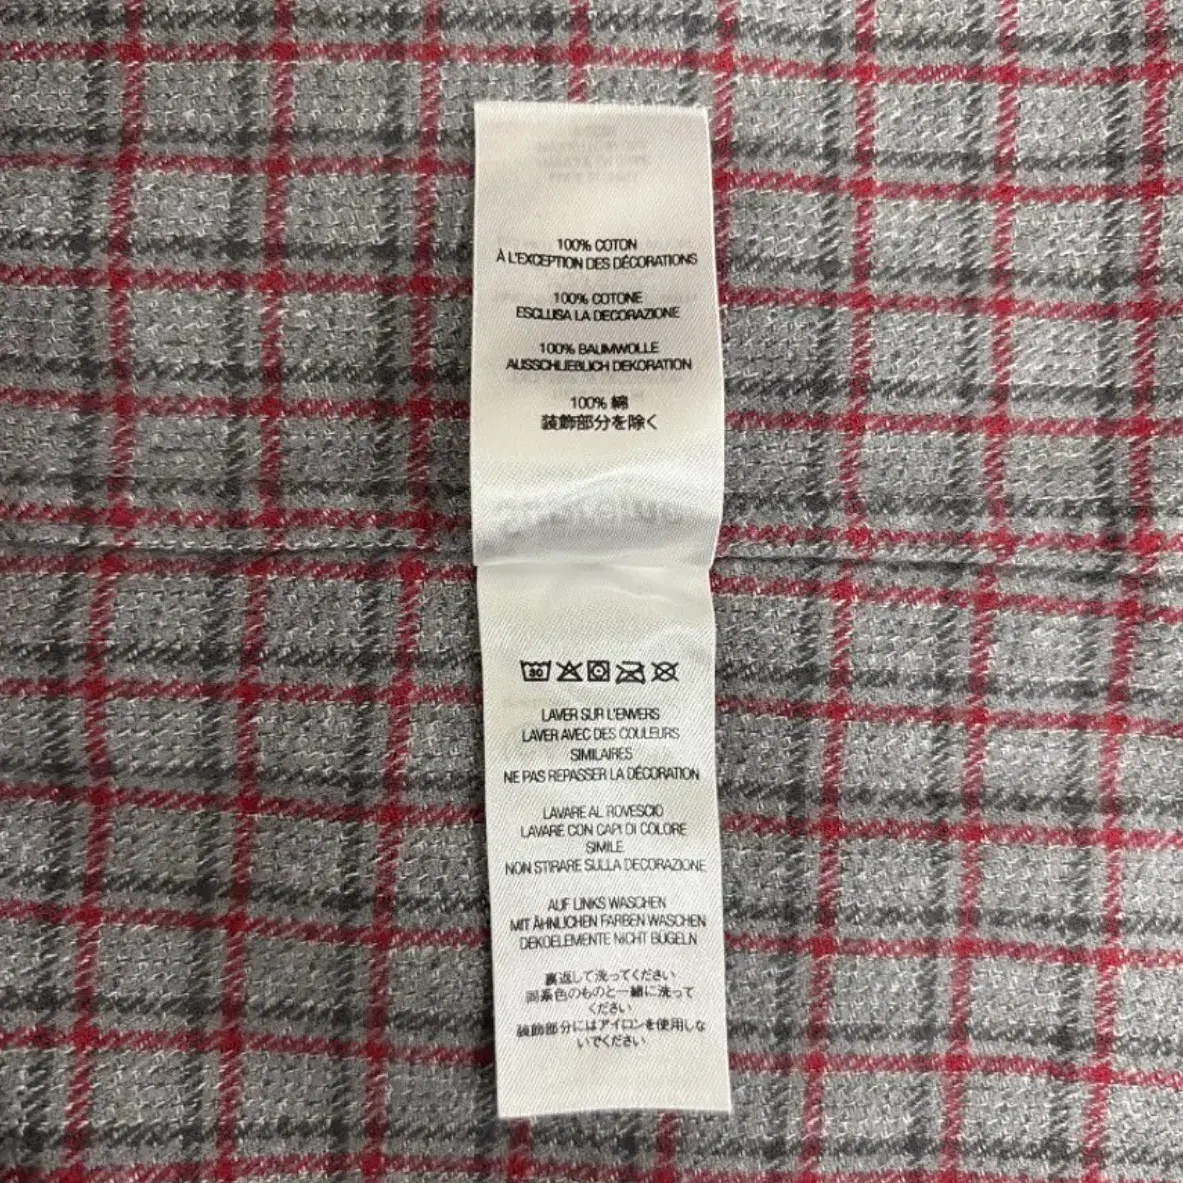 100% COTON
À L'EXCEPTION DES DÉCORATIONS
100% COTONE
ESCLUSA LA DECORAZIONE
100% BAUMWOLLE
AUSSCHLIEBLICH DEKORATION
100% 綿
装飾部分を除く
30
LAVER SUR L'ENVERS
LAVER AVEC DES COULEURS
SIMILAIRES
NE PAS REPASSER LA DÉCORATION
LAVARE AL ROVESCIO
LAVARE CON CAPI DI COLORE
SIMILE
NON STIRARE SULLA DECORAZIONE
AUF LINKS WASCHEN
MIT ÄHNLICHEN FARBEN WASCHEN
DEKOELEMENTE NICHT BÜGELN
裏返して洗ってください
同系色のものと一緒に洗って
ください
装飾部分にはアイロンを使用しな
いでください